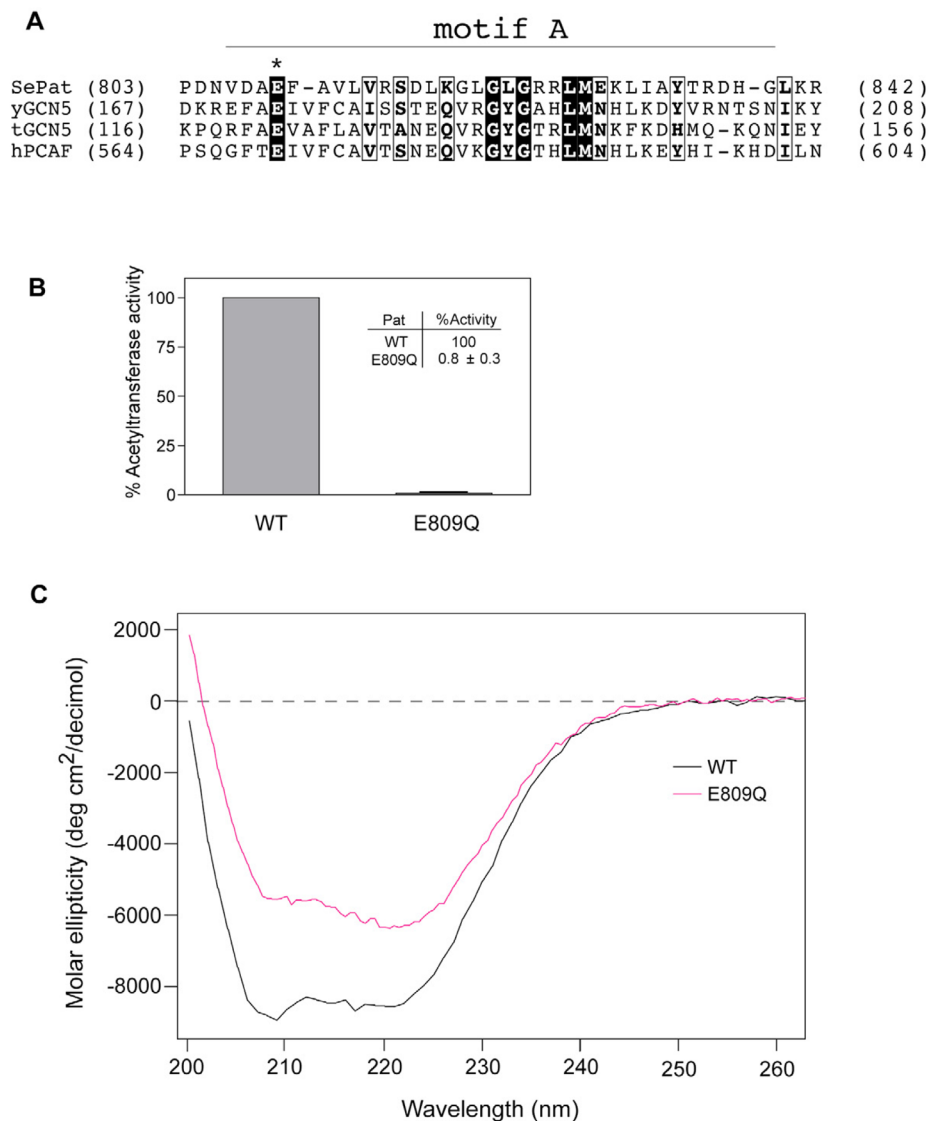 A
motif A
*
SePat (803) PDNVDAEF-AVLVRSDLKGLGLGRRLMEKLIAYTRDH-GLKR (842)
yGCN5 (167) DKREFAEIVFCAISSTEQVRGYGAHLMNHLKDYVRNTSNIKY (208)
tGCN5 (116) KPQRFAEVAFLAVTANEQVRGYGTRLMNKFKDHMQ-KQNIEY (156)
hPCAF (564) PSQGFTEIVFCAVTSNEQVKGYGTHLMNHLKEYHI-KHDILN (604)
B
% Acetyltransferase activity
100
75
50
25
0
Pat %Activity
WT 100
E809Q 0.8 ± 0.3
WT E809Q
C
Molar ellipticity (deg cm2/decimol)
2000
0
-2000
-4000
-6000
-8000
WT
E809Q
200 210 220 230 240 250 260
Wavelength (nm)